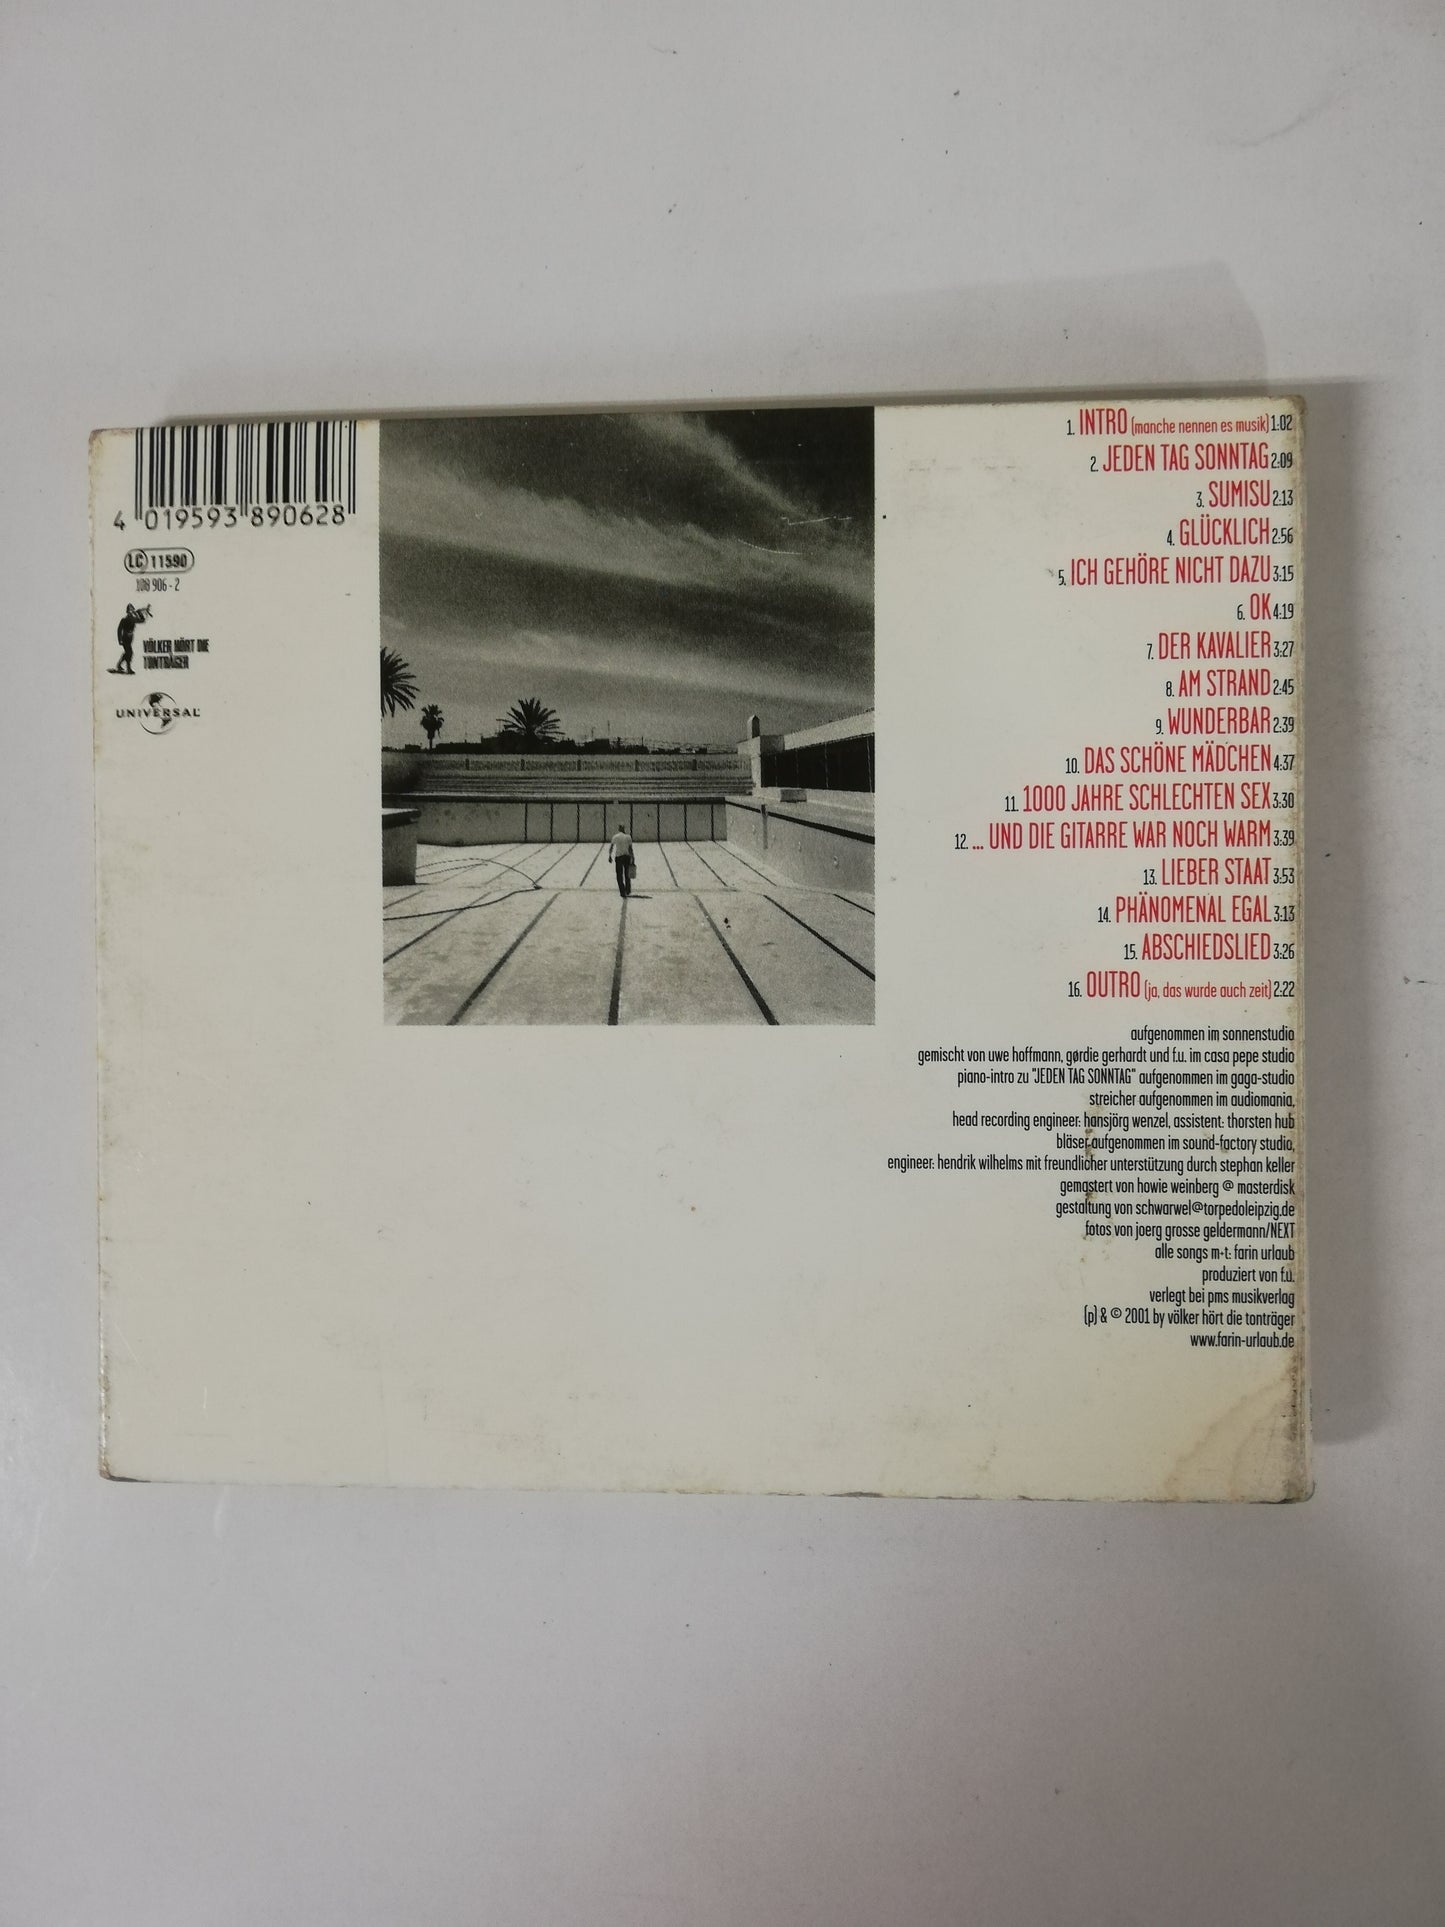 4 019593 890628
LC 11590
108 906-2
VÖLKER HÖRT DIE
TONTRÄGER
UNIVERSAL
1. INTRO (manche nennen es musik) 1:02
2. JEDEN TAG SONNTAG 2:09
3. SUMISU 2:13
4. GLÜCKLICH 2:56
5. ICH GEHÖRE NICHT DAZU 3:15
6. OK 4:19
7. DER KAVALIER 3:27
8. AM STRAND 2:45
9. WUNDERBAR 2:39
10. DAS SCHÖNE MÄDCHEN 4:37
11. 1000 JAHRE SCHLECHTEN SEX 3:30
12. ... UND DIE GITARRE WAR NOCH WARM 3:39
13. LIEBER STAAT 3:53
14. PHÄNOMENAL EGAL 3:13
15. ABSCHIEDSLIED 3:26
16. OUTRO (ja, das wurde auch zeit) 2:22
aufgenommen im sonnenstudio
gemischt von uwe hoffmann, gørdie gerhardt und f.u. im casa pepe studio
piano-intro zu "JEDEN TAG SONNTAG" aufgenommen im gaga-studio
streicher aufgenommen im audiomania,
head recording engineer: hansjörg wenzel, assistent: thorsten hub
bläser aufgenommen im sound-factory studio,
engineer: hendrik wilhelms mit freundlicher unterstützung durch stephan keller
gemastert von howie weinberg @ masterdisk
gestaltung von schwarwel@torpedoleipzig.de
fotos von joerg grosse geldermann/NEXT
alle songs m+t: farin urlaub
produziert von f.u.
verlegt bei pms musikverlag
(p) & © 2001 by völker hört die tonträger
www.farin-urlaub.de